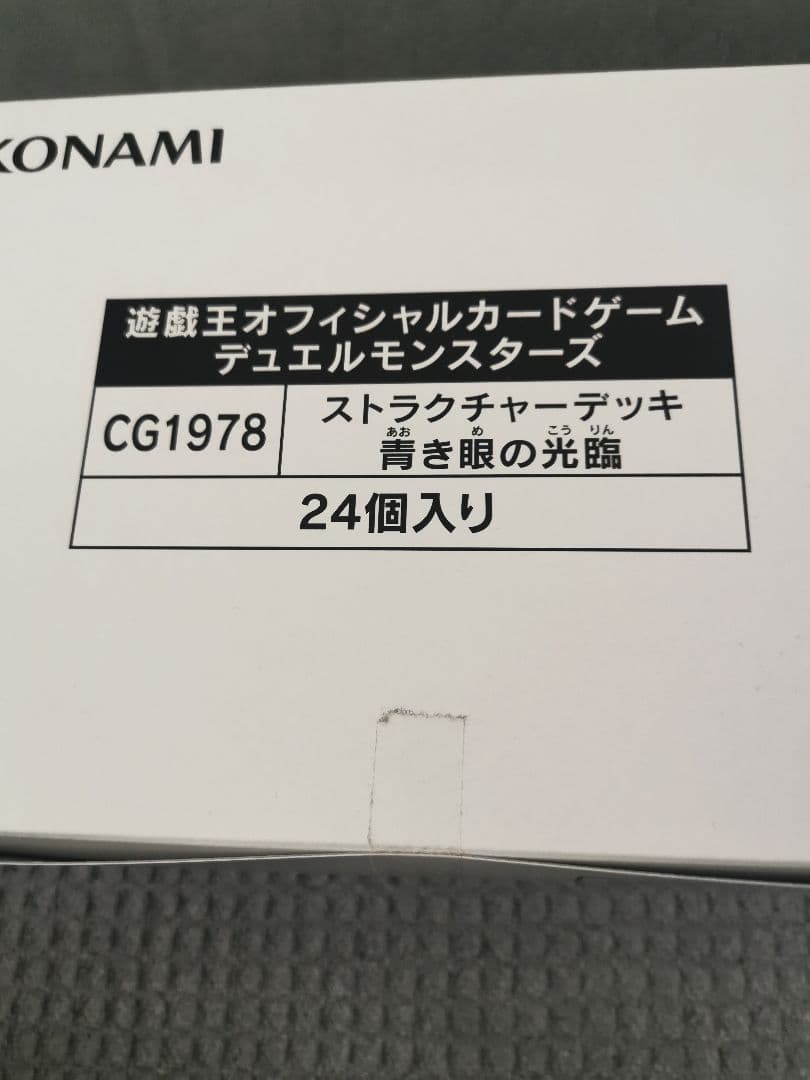 KONAMI
遊戯王オフィシャルカードゲーム
デュエルモンスターズ
CG1978
ストラクチャーデッキ
あお め こう りん
青き眼の光臨
24個入り